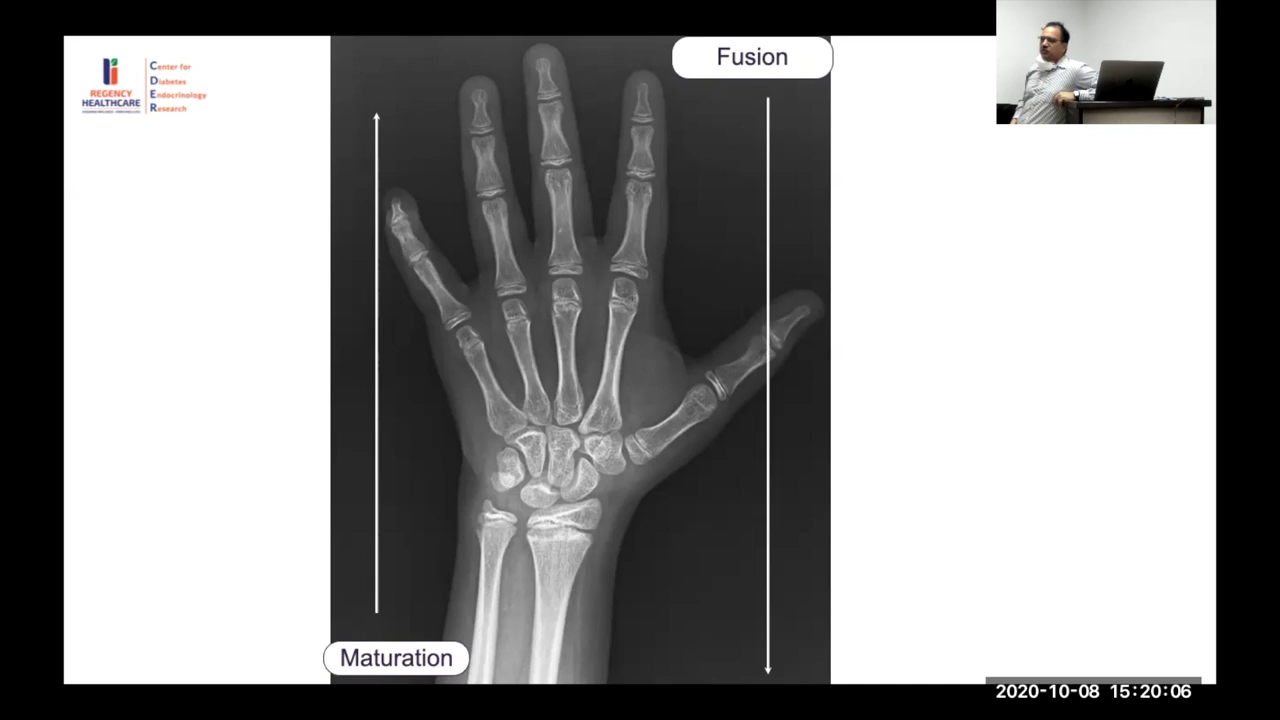 REGENCY
HEALTHCARE
Center for
Diabetes
Endocrinology
Research
Fusion
Maturation
2020-10-08 15:20:06